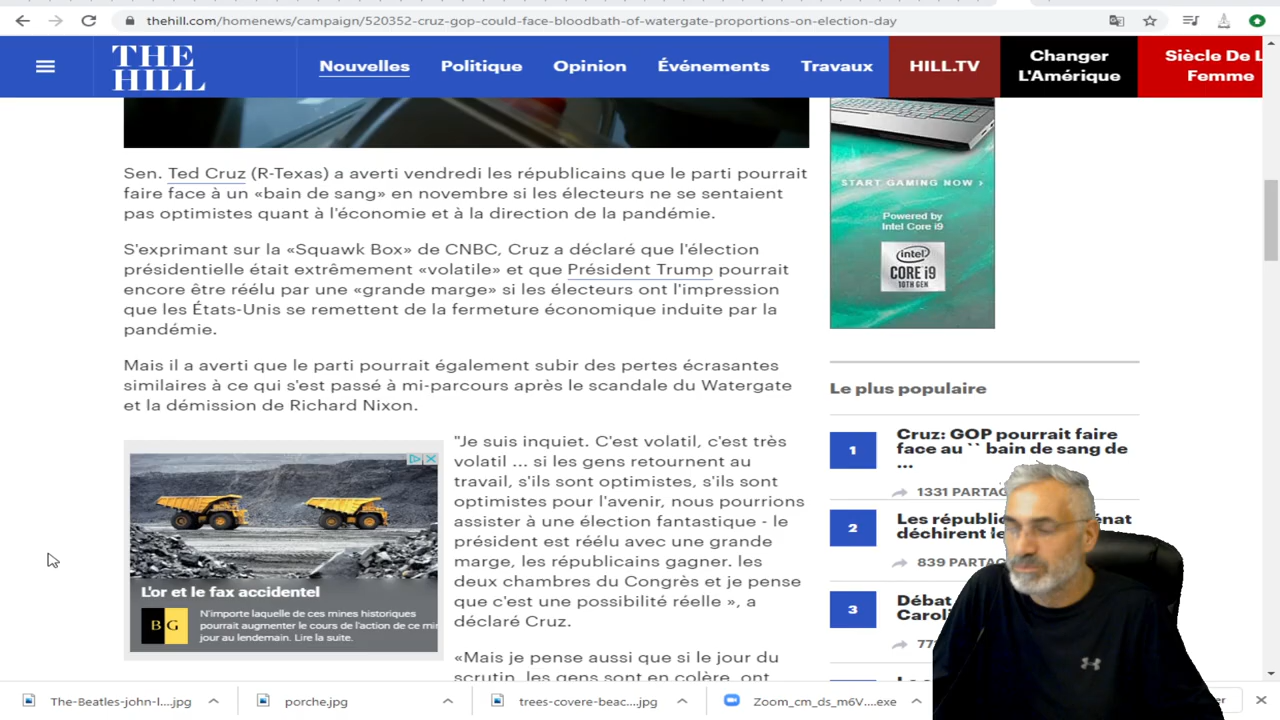 thehill.com/homenews/campaign/520352-cruz-gop-could-face-bloodbath-of-watergate-proportions-on-election-day
THE
HILL
Nouvelles
Politique
Opinion
Événements
Travaux
HILL.TV
Changer
L'Amérique
Siècle De L
Femme
Sen. Ted Cruz (R-Texas) a averti vendredi les républicains que le parti pourrait
faire face à un «bain de sang» en novembre si les électeurs ne se sentaient
pas optimistes quant à l'économie et à la direction de la pandémie.
S'exprimant sur la «Squawk Box» de CNBC, Cruz a déclaré que l'élection
présidentielle était extrêmement «volatile» et que Président Trump pourrait
encore être réélu par une «grande marge» si les électeurs ont l'impression
que les États-Unis se remettent de la fermeture économique induite par la
pandémie.
Mais il a averti que le parti pourrait également subir des pertes écrasantes
similaires à ce qui s'est passé à mi-parcours après le scandale du Watergate
et la démission de Richard Nixon.
L'or et le fax accidentel
BG
N'importe laquelle de ces mines historiques
pourrait augmenter le cours de l'action de ce mi
jour au lendemain. Lire la suite.
"Je suis inquiet. C'est volatil, c'est très
volatil ... si les gens retournent au
travail, s'ils sont optimistes, s'ils sont
optimistes pour l'avenir, nous pourrions
assister à une élection fantastique - le
président est réélu avec une grande
marge, les républicains gagner. les
deux chambres du Congrès et je pense
que c'est une possibilité réelle », a
déclaré Cruz.
«Mais je pense aussi que si le jour du
scrutin, les gens sont en colère, ont
START GAMING NOW >
Powered by
Intel Core i9
intel
CORE i9
10TH GEN
Le plus populaire
1
Cruz: GOP pourrait faire
face au `` bain de sang de
...
1331 PARTAG
2
Les républic
énat
déchirent le
839 PARTAG
3
Débat
Caroli
77
The-Beatles-john-l....jpg
porche.jpg
trees-covere-beac....jpg
Zoom_cm_ds_m6V....exe
er